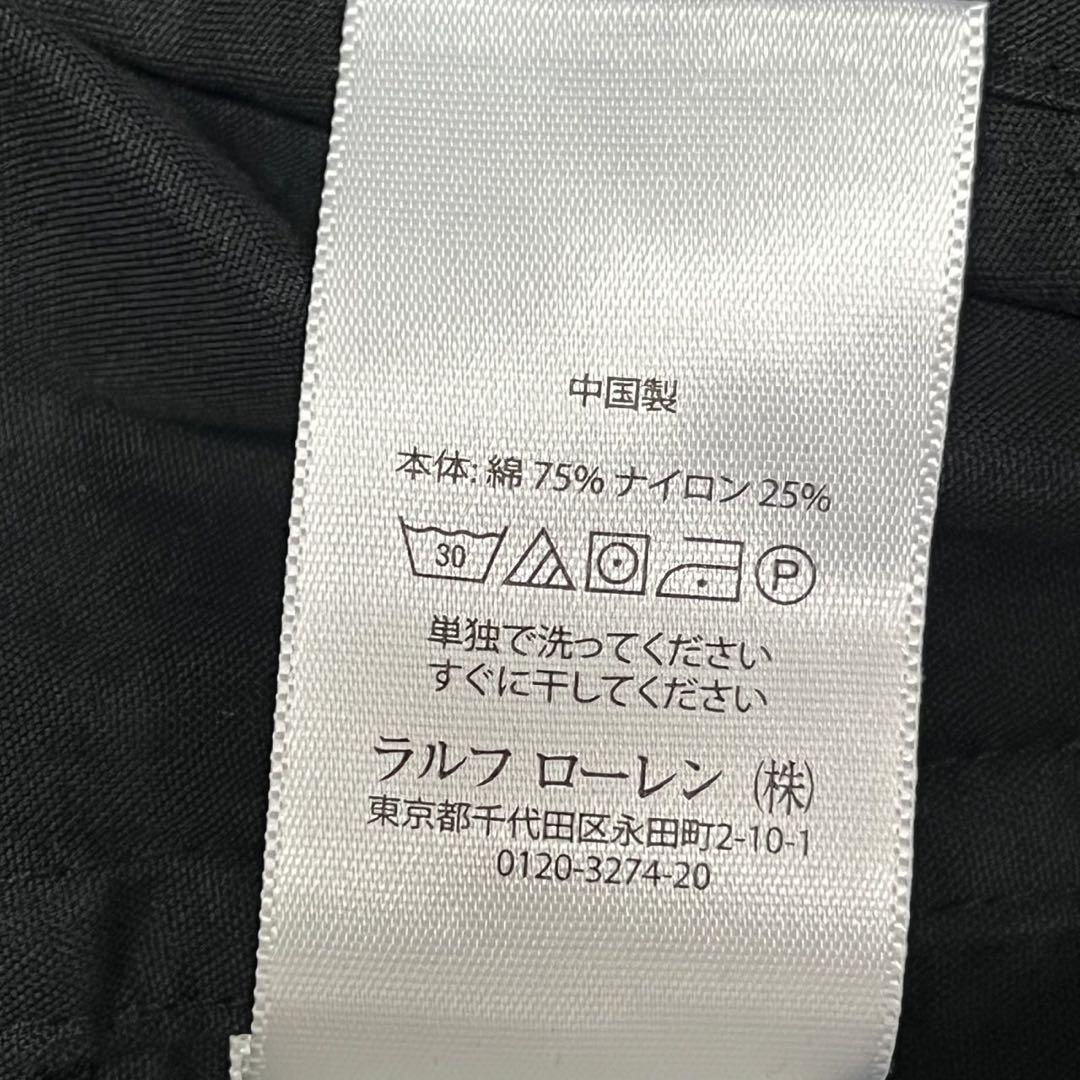 中国製
本体: 綿 75% ナイロン 25%
30 P
単独で洗ってください
すぐに干してください
ラルフ ローレン (株)
東京都千代田区永田町2-10-1
0120-3274-20